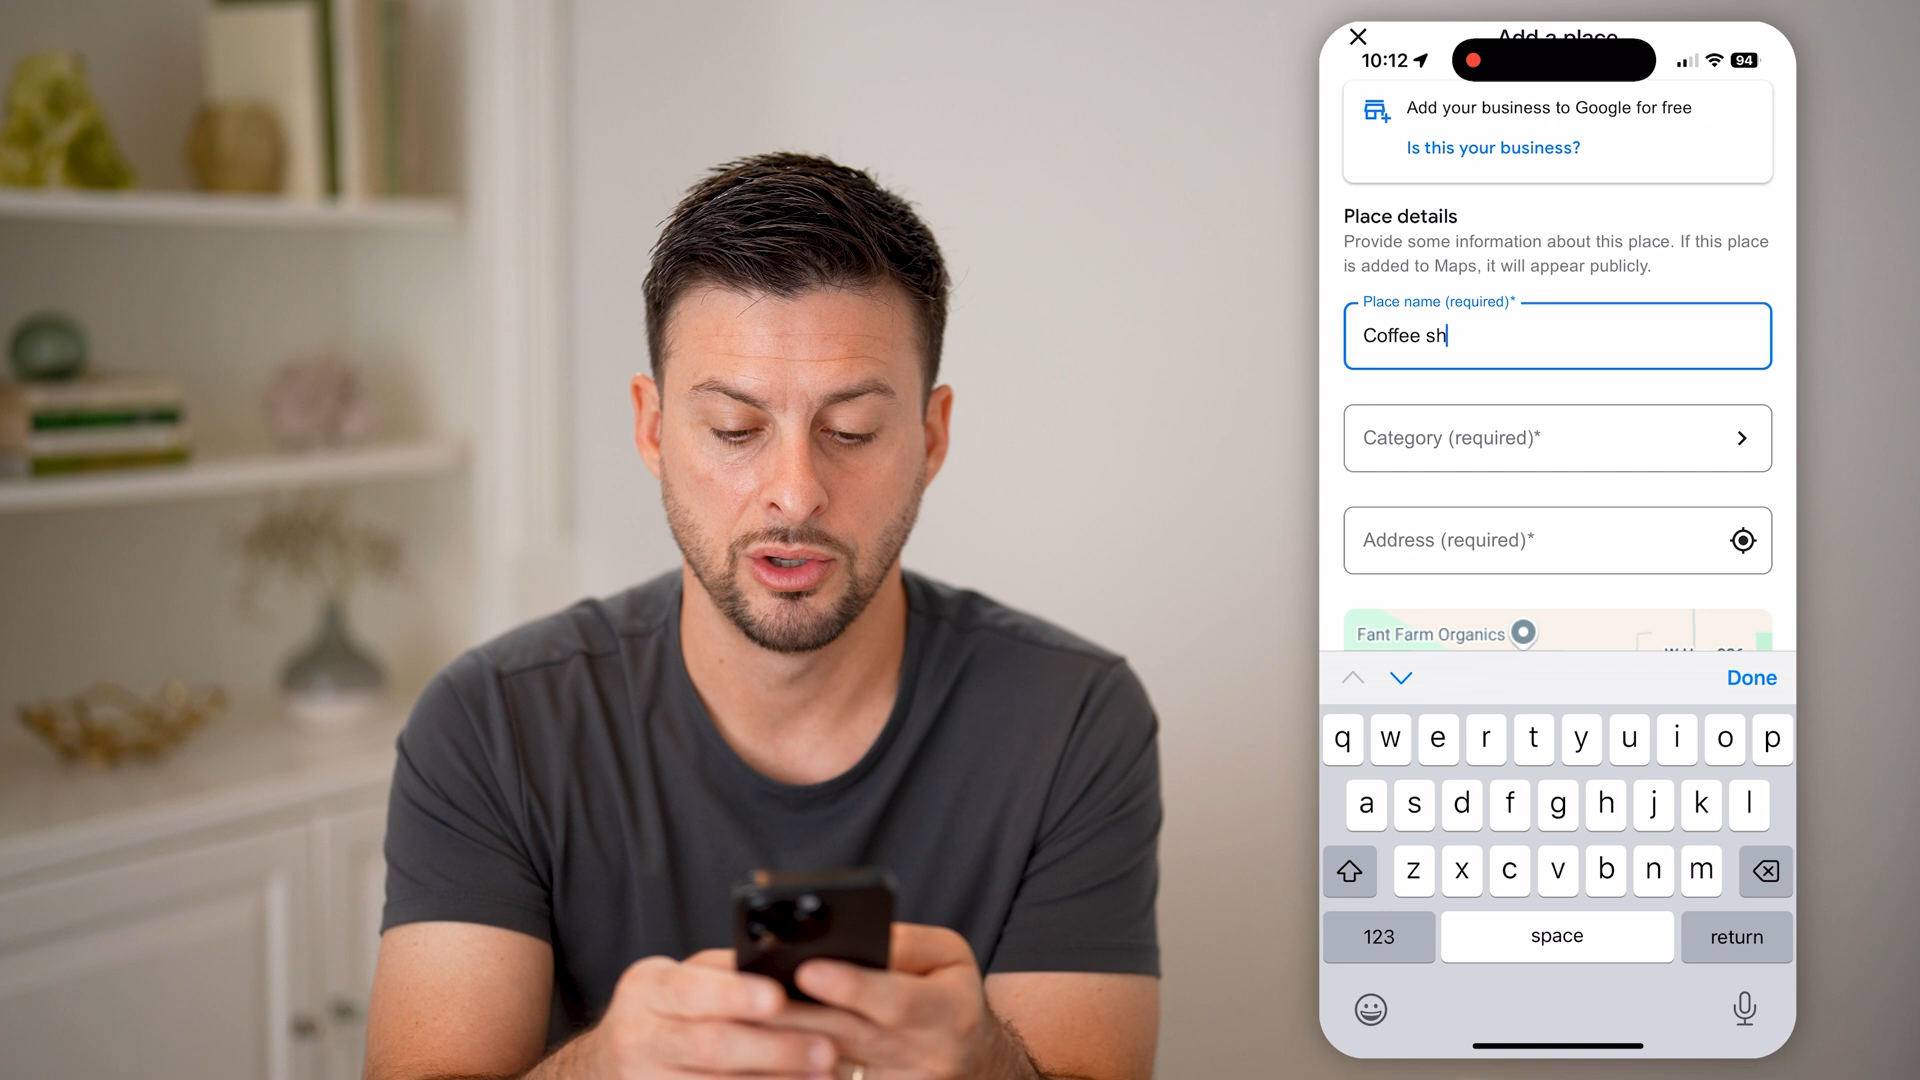 Add a place
10:12
94
Add your business to Google for free
Is this your business?
Place details
Provide some information about this place. If this place
is added to Maps, it will appear publicly.
Place name (required)*
Coffee sh
Category (required)*
Address (required)*
Fant Farm Organics
Done
q w e r t y u i o p
a s d f g h j k l
z x c v b n m
123 space return